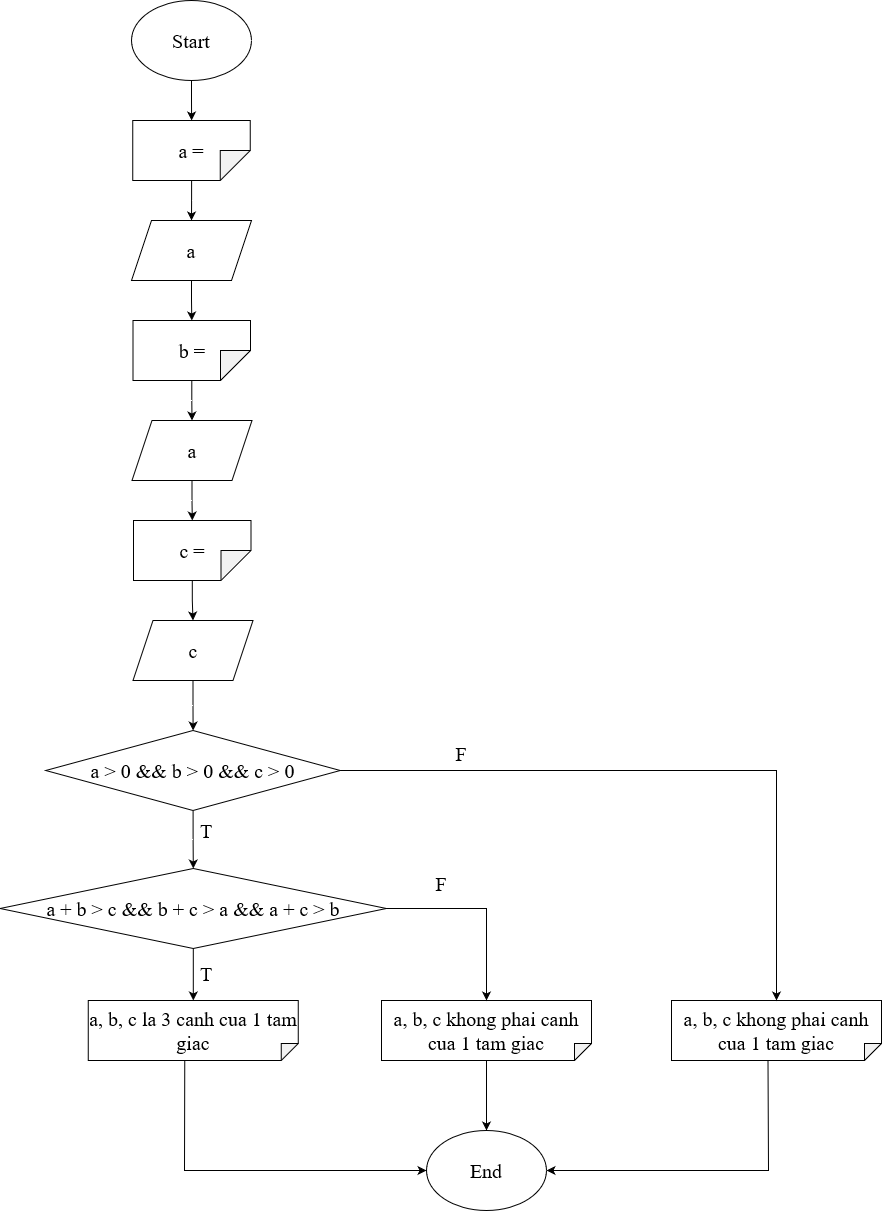 Start
a =
a
b =
a
c =
c
a > 0 && b > 0 && c > 0
F
T
a + b > c && b + c > a && a + c > b
F
T
a, b, c la 3 canh cua 1 tam
giac
a, b, c khong phai canh
cua 1 tam giac
a, b, c khong phai canh
cua 1 tam giac
End